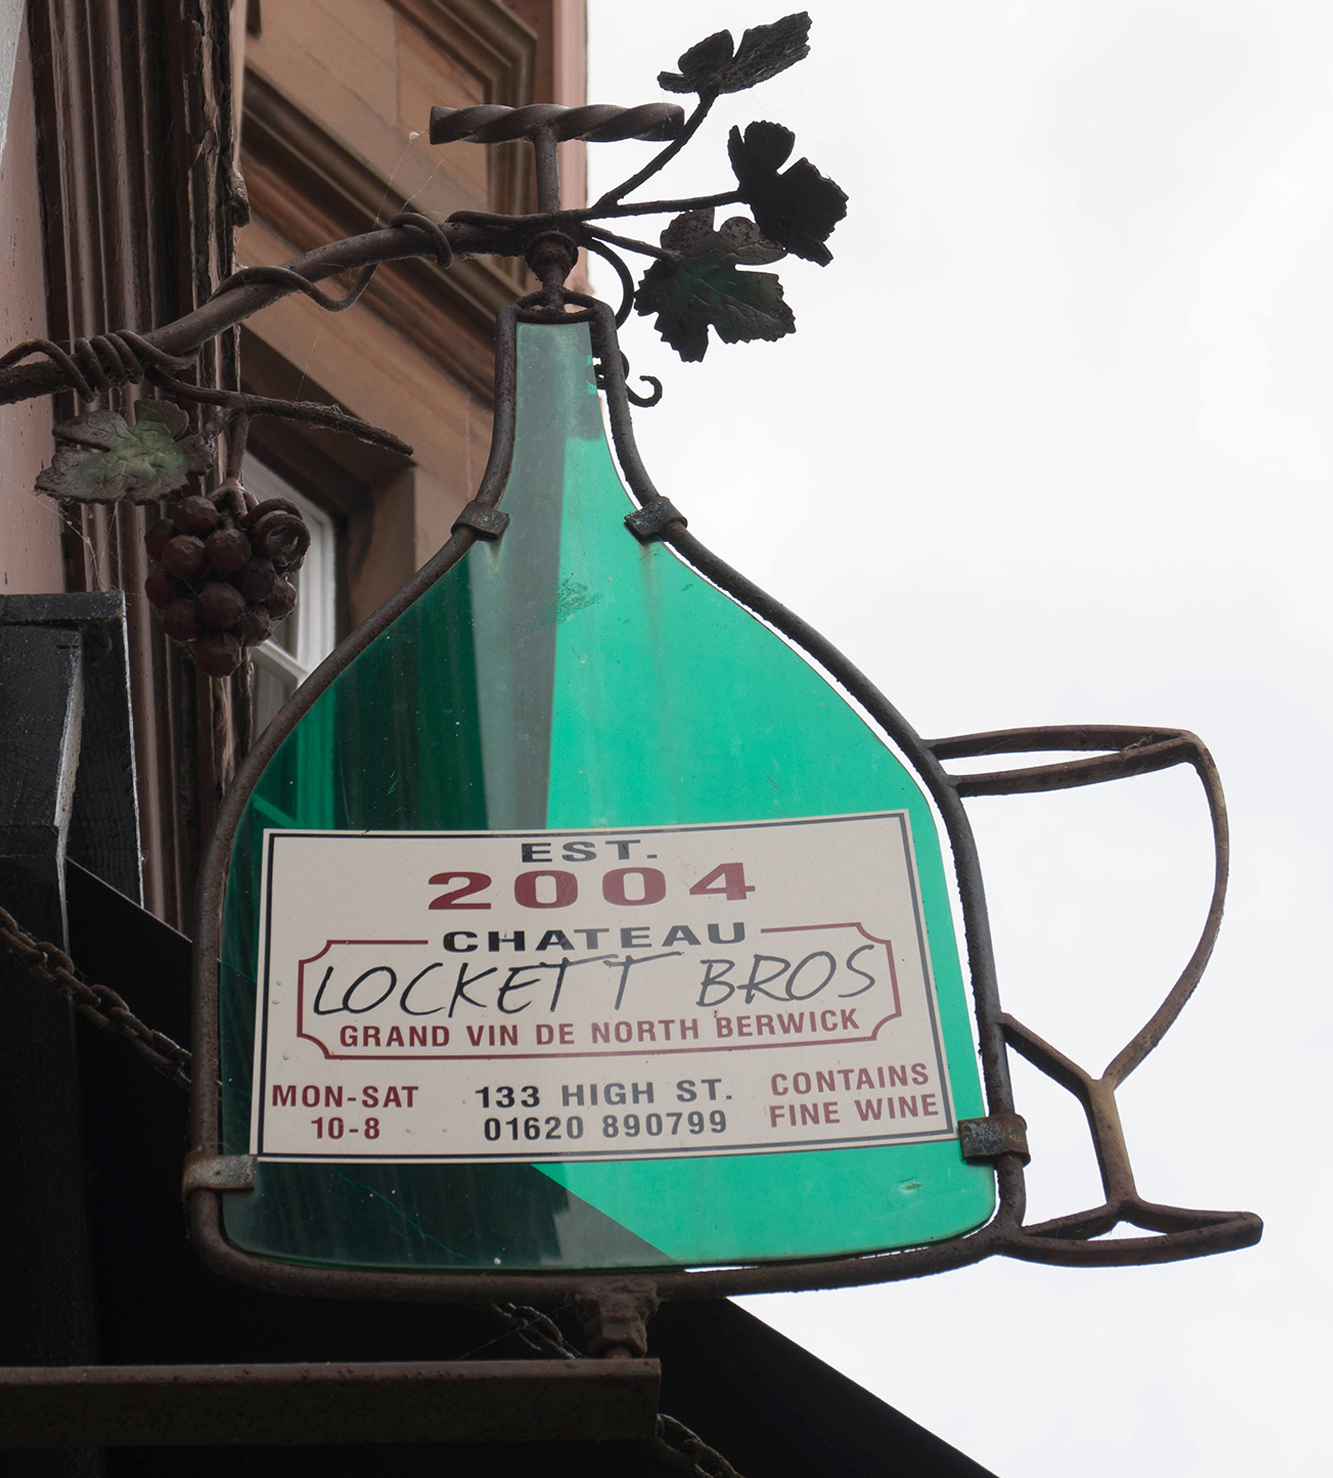 EST.
2004
CHATEAU
LOCKETT BROS
GRAND VIN DE NORTH BERWICK
MON-SAT
10-8
133 HIGH ST.
01620 890799
CONTAINS
FINE WINE